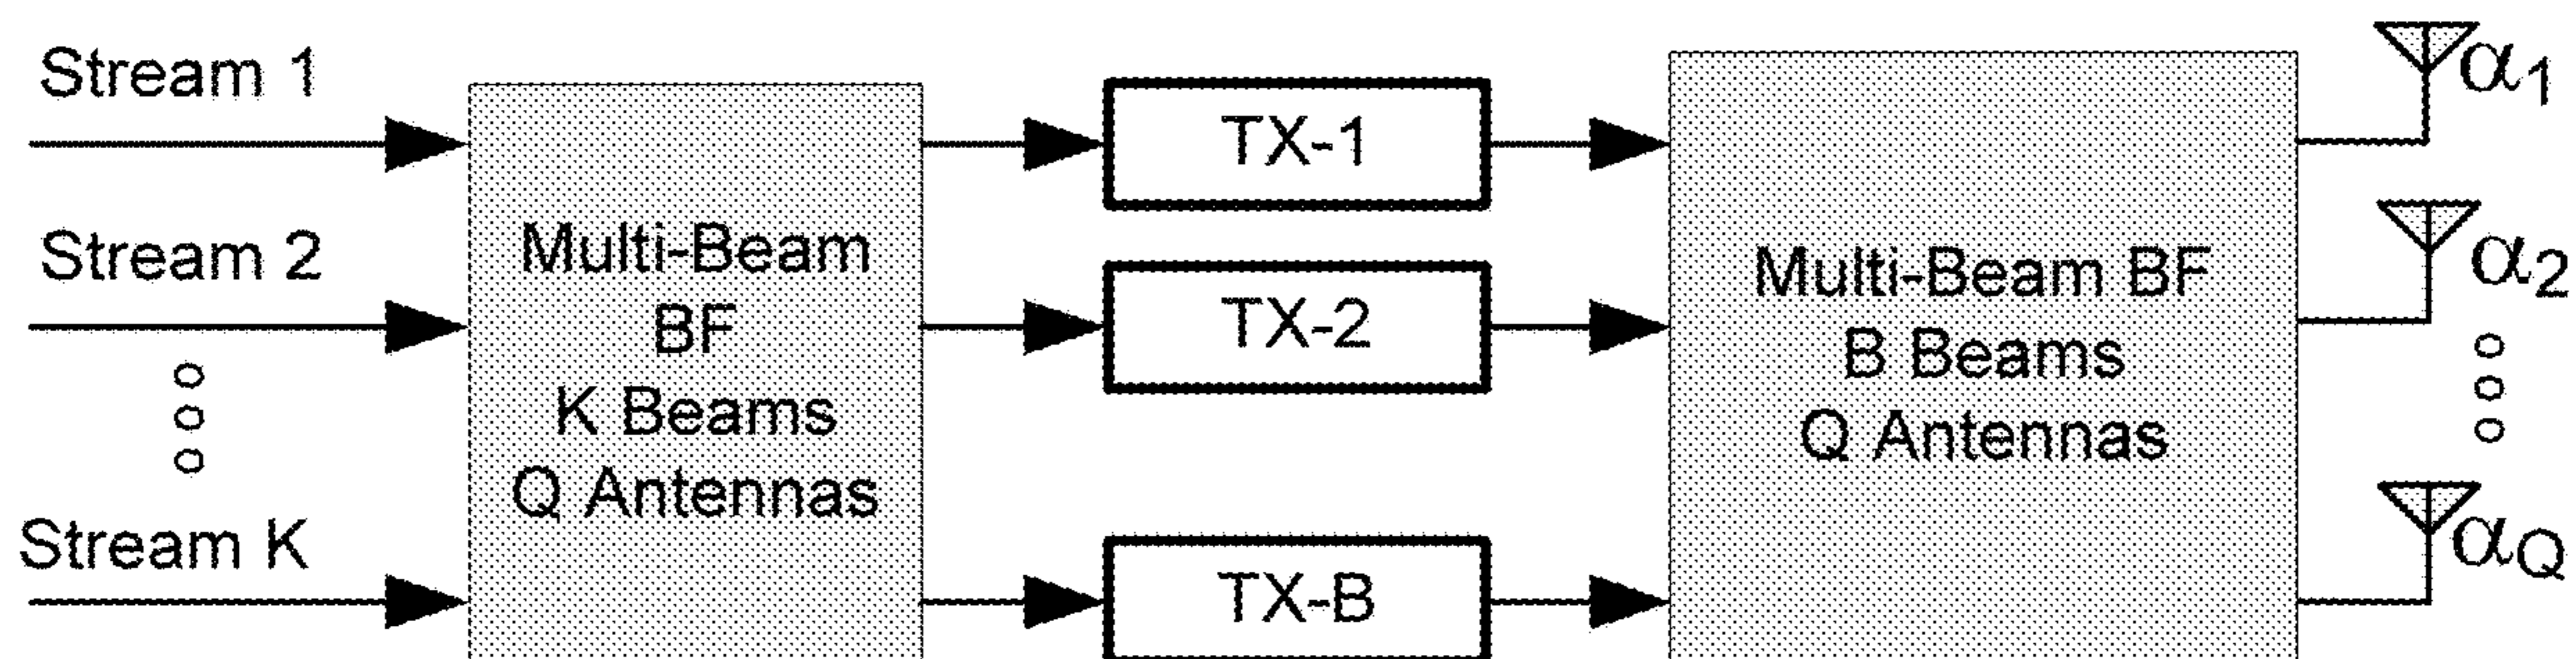 Stream 1
Stream 2
Stream K
Multi-Beam
BF
K Beams
Q Antennas
TX-1
TX-2
TX-B
Multi-Beam BF
B Beams
Q Antennas
α1
α2
αQ